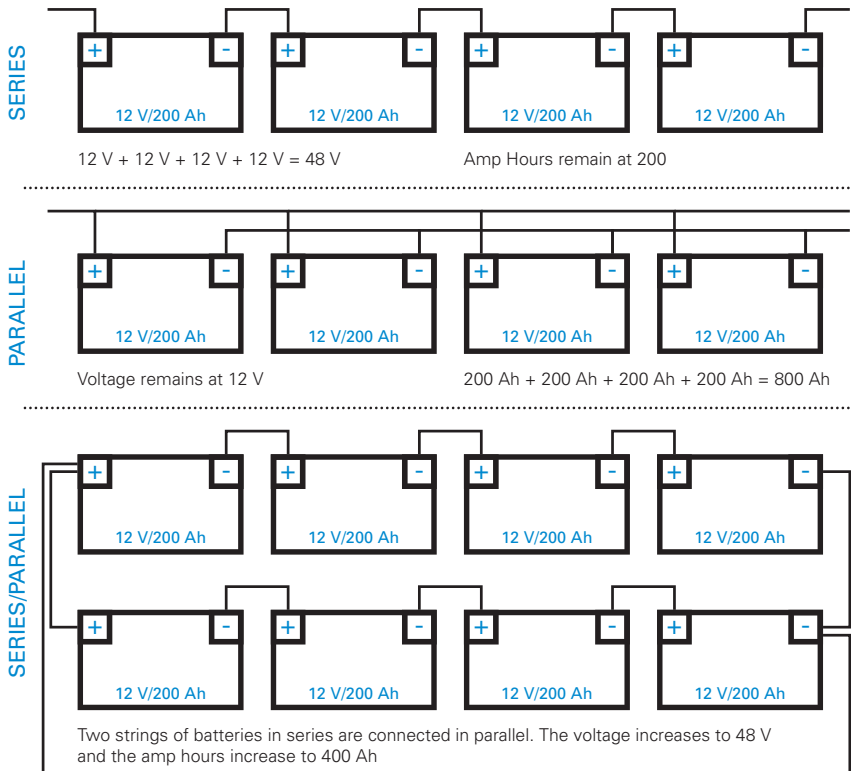 SERIES
+ - + - + - + -
12 V/200 Ah 12 V/200 Ah 12 V/200 Ah 12 V/200 Ah
12 V + 12 V + 12 V + 12 V = 48 V Amp Hours remain at 200
PARALLEL
+ - + - + - + -
12 V/200 Ah 12 V/200 Ah 12 V/200 Ah 12 V/200 Ah
Voltage remains at 12 V 200 Ah + 200 Ah + 200 Ah + 200 Ah = 800 Ah
SERIES/PARALLEL
+ - + - + - + -
12 V/200 Ah 12 V/200 Ah 12 V/200 Ah 12 V/200 Ah
+ - + - + - + -
12 V/200 Ah 12 V/200 Ah 12 V/200 Ah 12 V/200 Ah
Two strings of batteries in series are connected in parallel. The voltage increases to 48 V
and the amp hours increase to 400 Ah